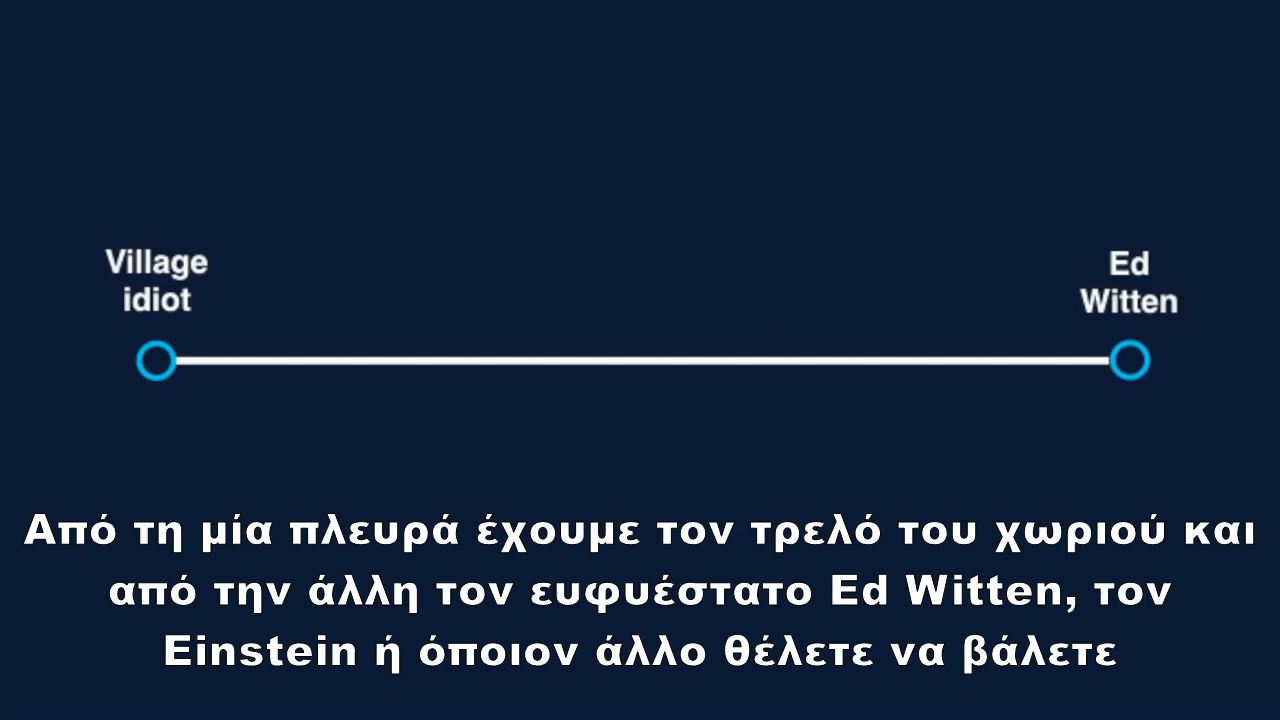 Village
idiot
Ed
Witten
Από τη μία πλευρά έχουμε τον τρελό του χωριού και
από την άλλη τον ευφυέστατο Ed Witten, τον
Einstein ή όποιον άλλο θέλετε να βάλετε